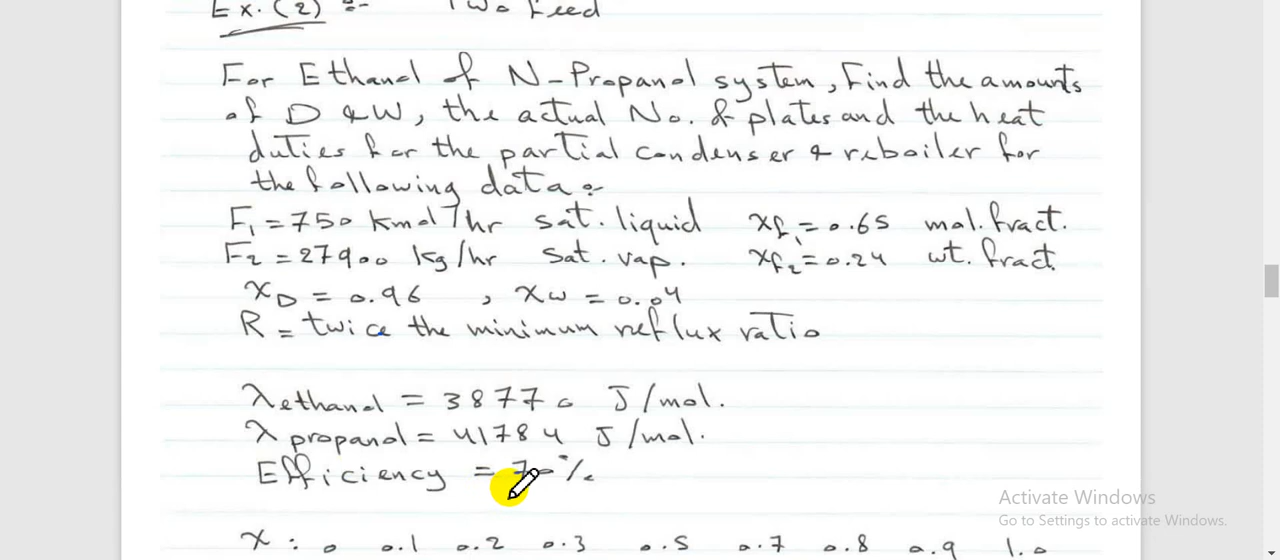 Ex. (2) :- Two Feed
For Ethanol of N-Propanol system, Find the amounts
of D & W, the actual No. of plates and the heat
duties for the partial condenser & reboiler for
the following data:-
F1 = 750 kmol/hr sat. liquid xf1 = 0.65 mol. fract.
F2 = 27900 kg/hr sat. vap. xf2 = 0.24 wt. fract.
xD = 0.96 , xw = 0.04
R = twice the minimum reflux ratio
λethanol = 38770 J/mol.
λ propanol = 41784 J/mol.
Efficiency = 70%
x : 0 0.1 0.2 0.3 0.5 0.7 0.8 0.9 1.0
Activate Windows
Go to Settings to activate Windows.